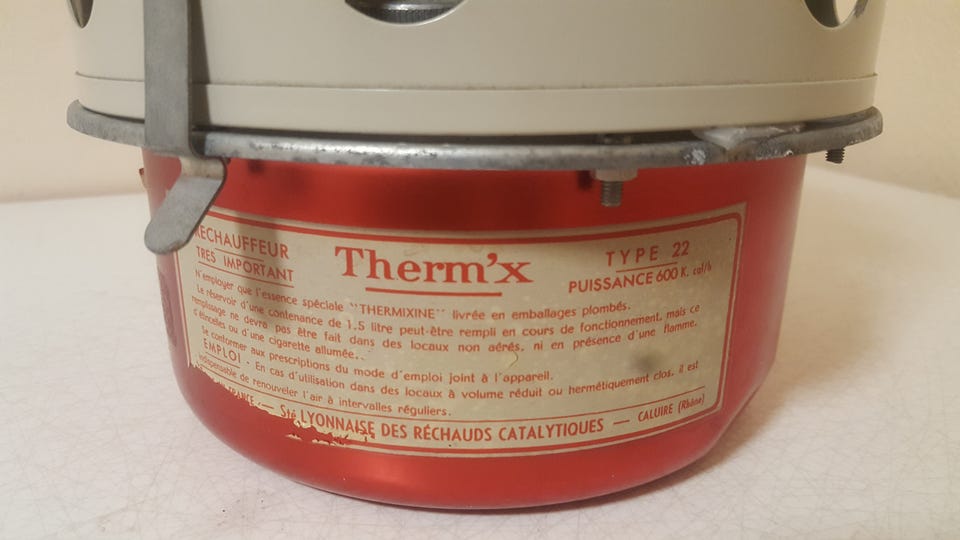 RECHAUFFEUR
TRES IMPORTANT
Therm'x
TYPE 22
PUISSANCE 600 K. cal/h
N'employer que l'essence spéciale "THERMIXINE" livrée en emballages plombés.
Le réservoir d'une contenance de 1.5 litre peut-être rempli en cours de fonctionnement, mais ce
remplissage ne devra pas être fait dans des locaux non aérés, ni en présence d'une flamme,
d'étincelles ou d'une cigarette allumée.
Se conformer aux prescriptions du mode d'emploi joint à l'appareil.
EMPLOI - En cas d'utilisation dans des locaux à volume réduit ou hermétiquement clos, il est
indispensable de renouveler l'air à intervalles réguliers.
FRANCE — Sté LYONNAISE DES RÉCHAUDS CATALYTIQUES — CALUIRE (Rhône)